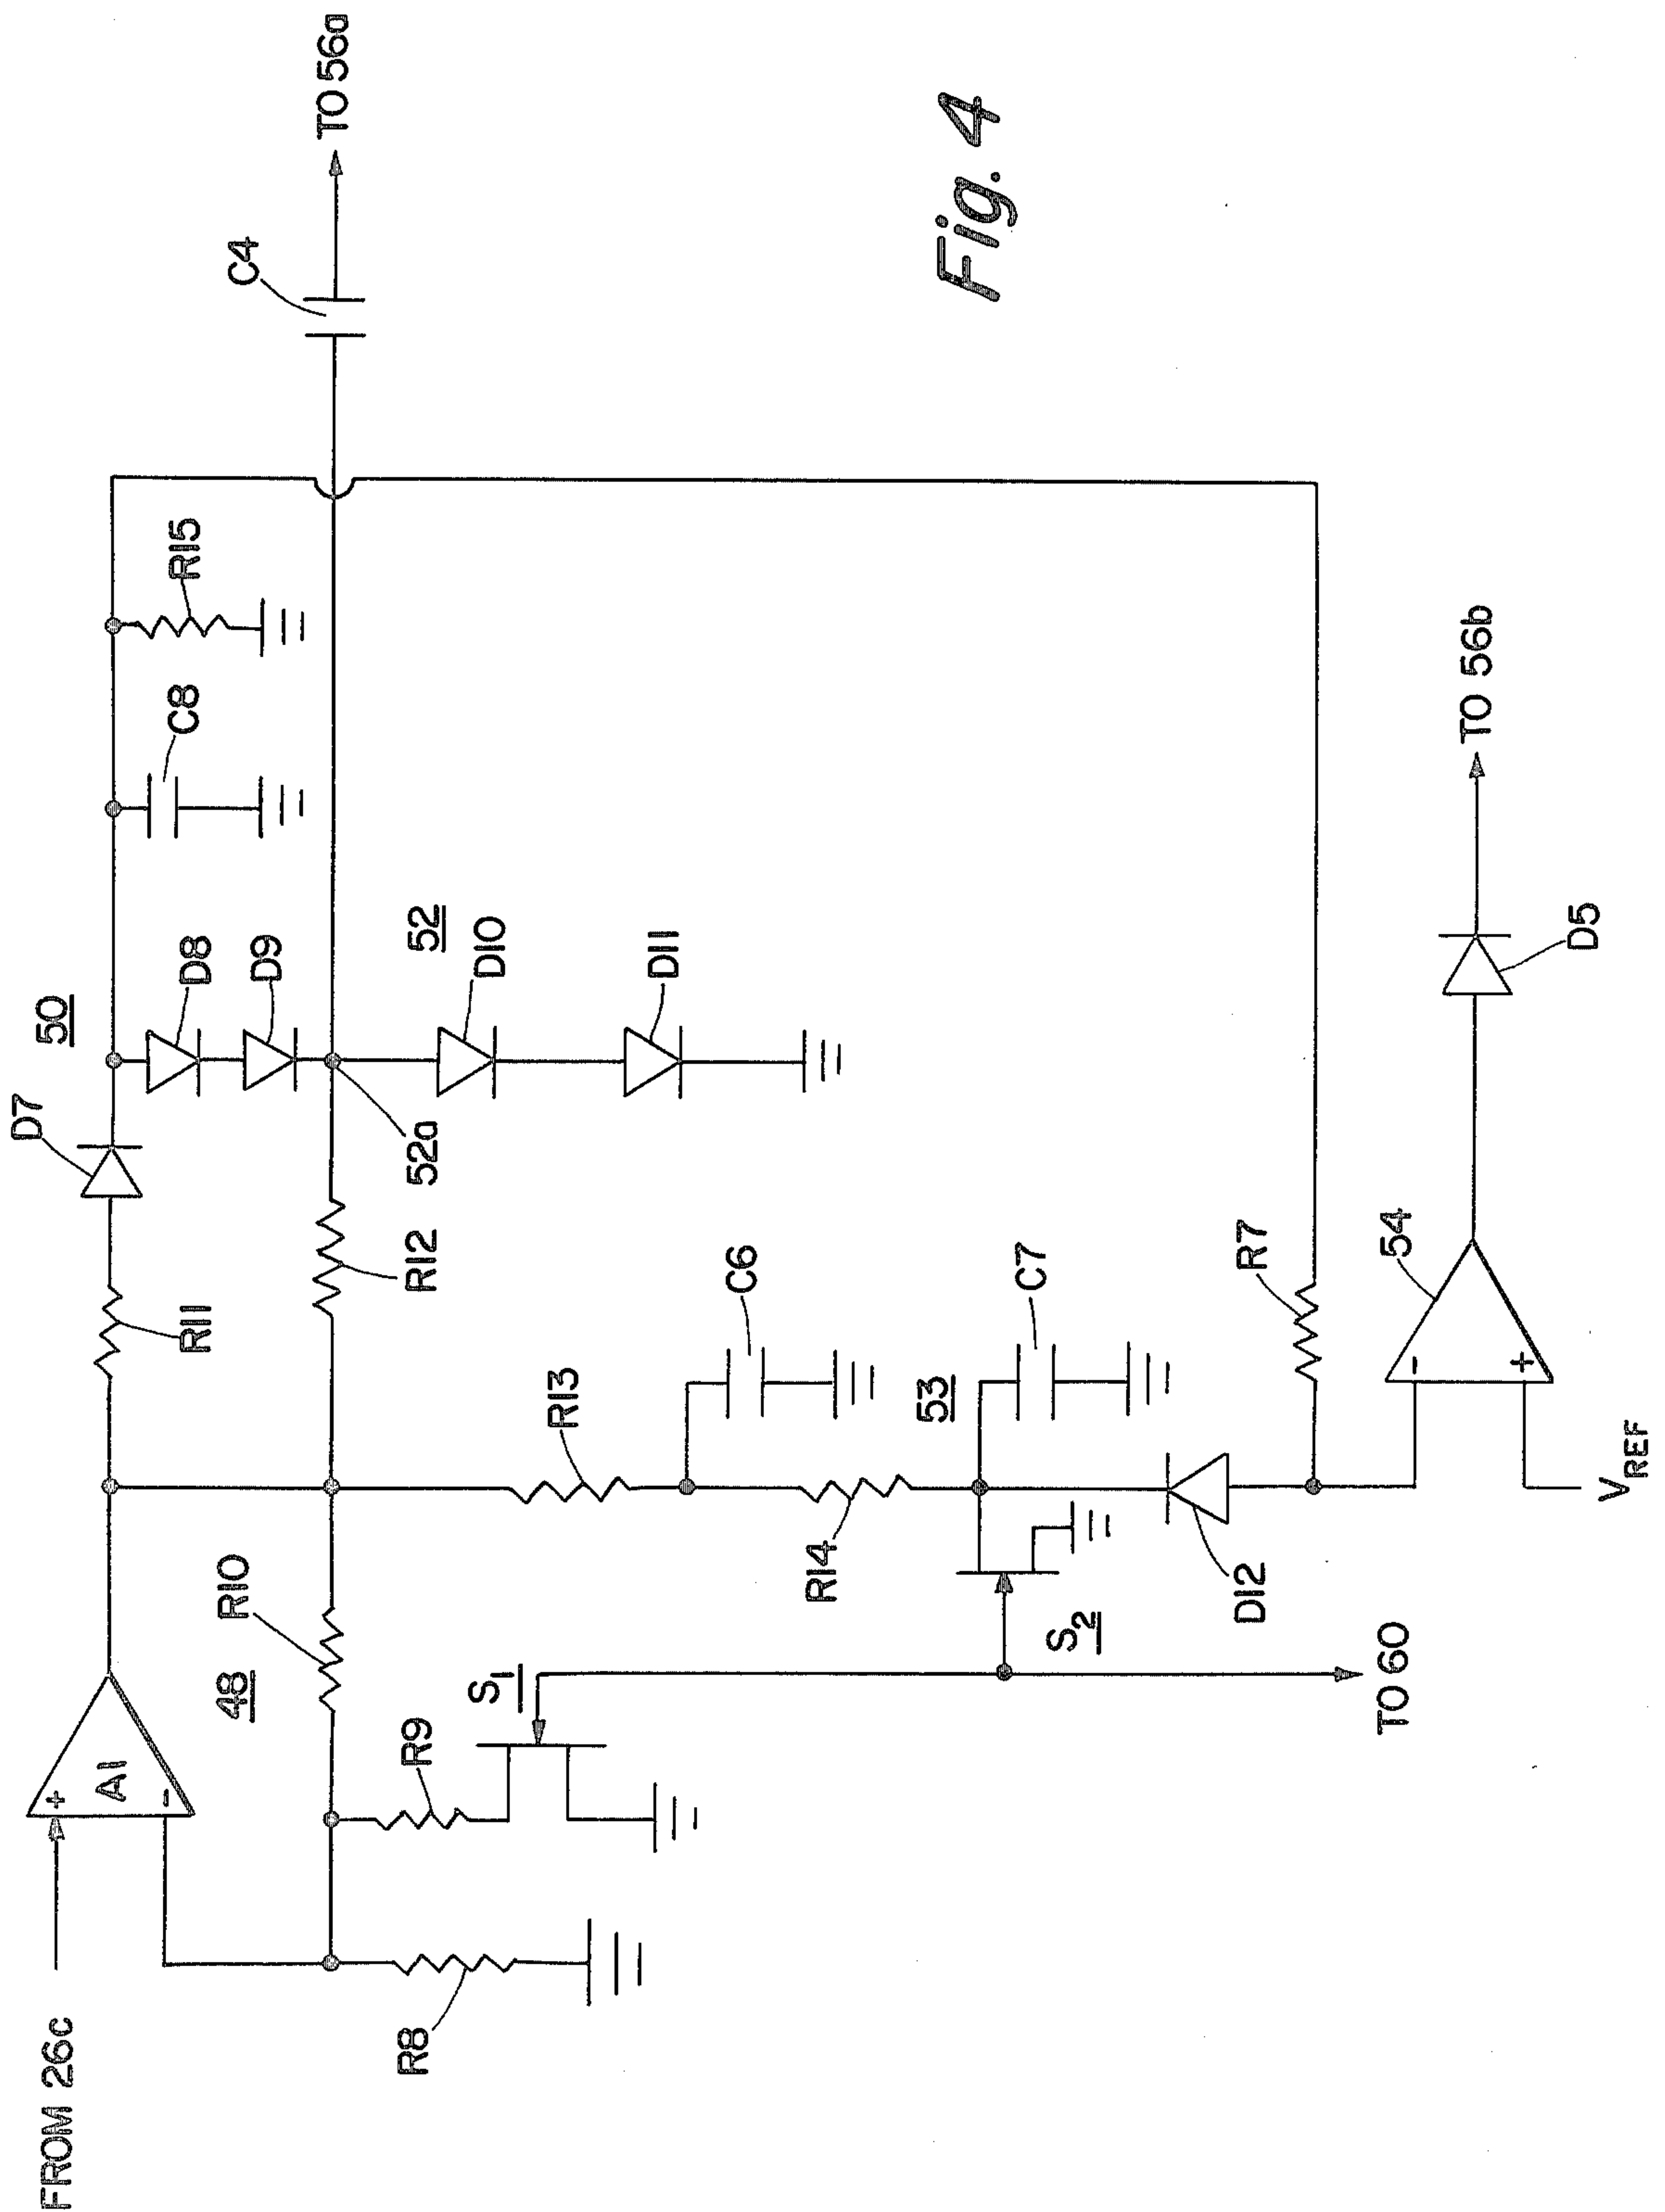 FROM 26c
+
A1
-
R8
R9
48
R10
S1
R11
D7
50
D8
D9
C8
R15
C4
TO 56a
R12
52a
52
D10
D11
R13
C6
R14
53
C7
S2
D12
TO 60
R7
54
-
+
VREF
D5
TO 56b
Fig. 4